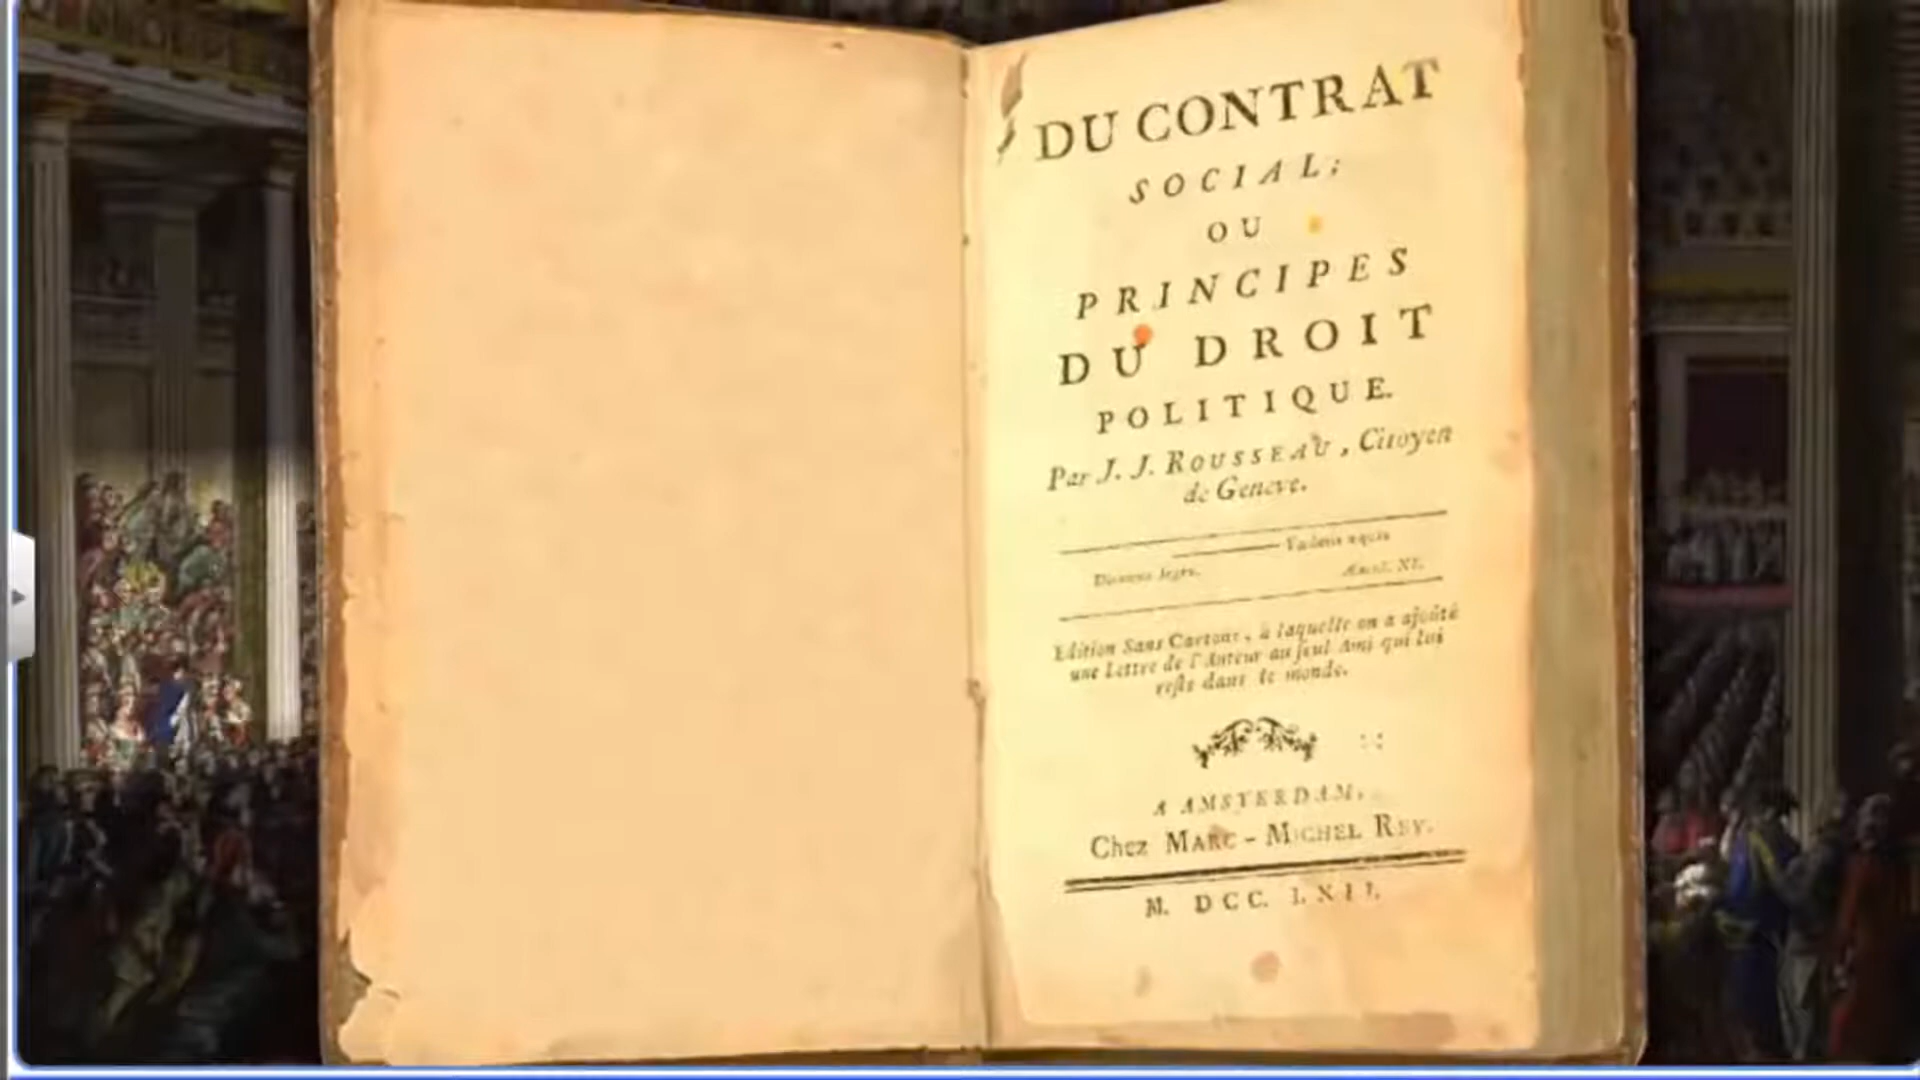 DU CONTRAT
SOCIAL;
OU
PRINCIPES
DU DROIT
POLITIQUE.
Par J. J. ROUSSEAU, Citoyen
de Geneve.
Edition Sans Cartons, à laquelle on a ajoûté
une Lettre de l'Auteur au ſeul Ami qui lui
reſte dans le monde.
A AMSTERDAM,
Chez MARC-MICHEL REY.
M. DCC. LXII.